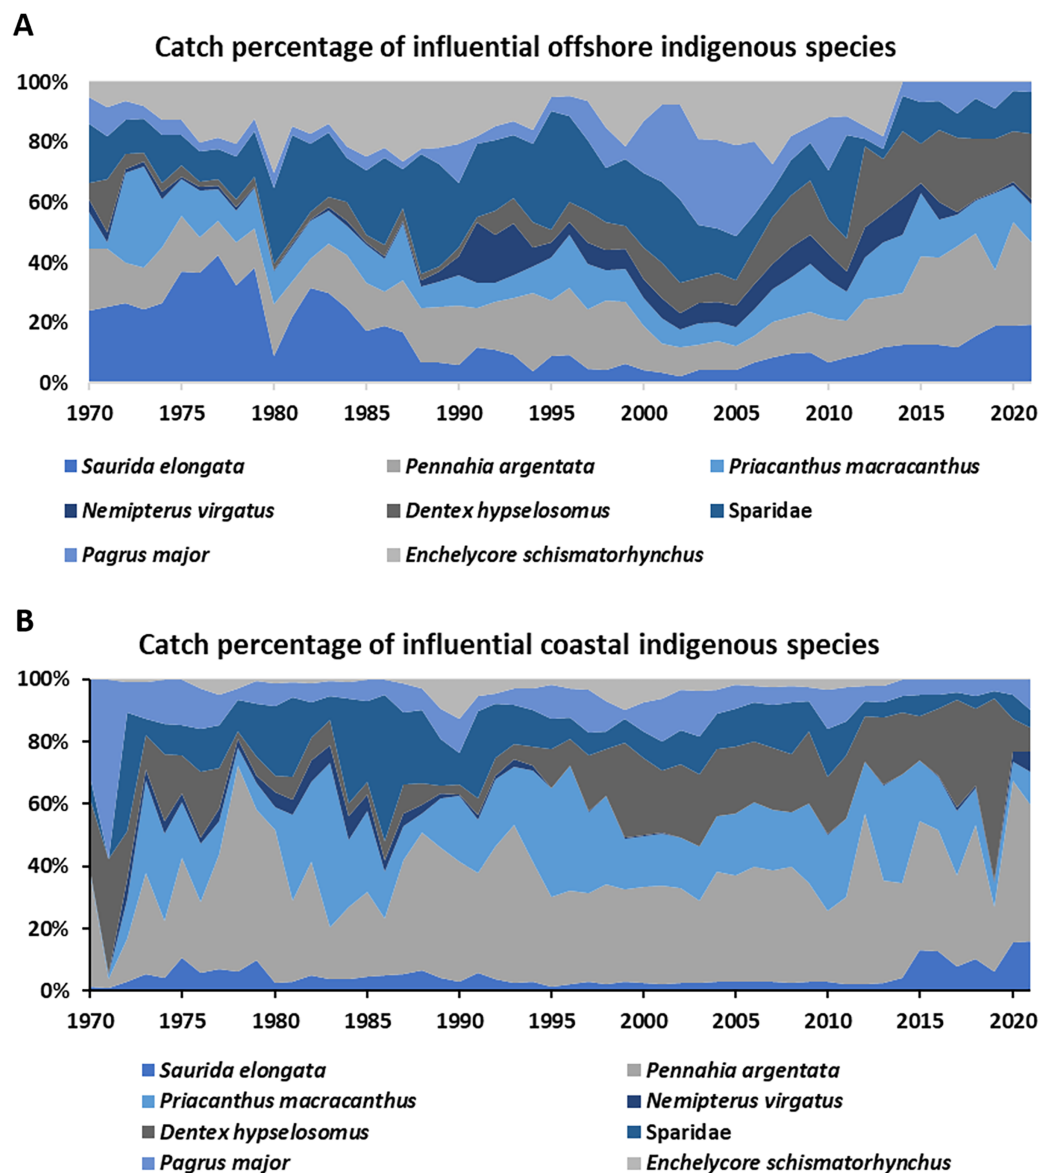 A
Catch percentage of influential offshore indigenous species
100%
80%
60%
40%
20%
0%
1970 1975 1980 1985 1990 1995 2000 2005 2010 2015 2020
Saurida elongata Pennahia argentata Priacanthus macracanthus
Nemipterus virgatus Dentex hypselosomus Sparidae
Pagrus major Enchelycore schismatorhynchus
B
Catch percentage of influential coastal indigenous species
100%
80%
60%
40%
20%
0%
1970 1975 1980 1985 1990 1995 2000 2005 2010 2015 2020
Saurida elongata Pennahia argentata
Priacanthus macracanthus Nemipterus virgatus
Dentex hypselosomus Sparidae
Pagrus major Enchelycore schismatorhynchus